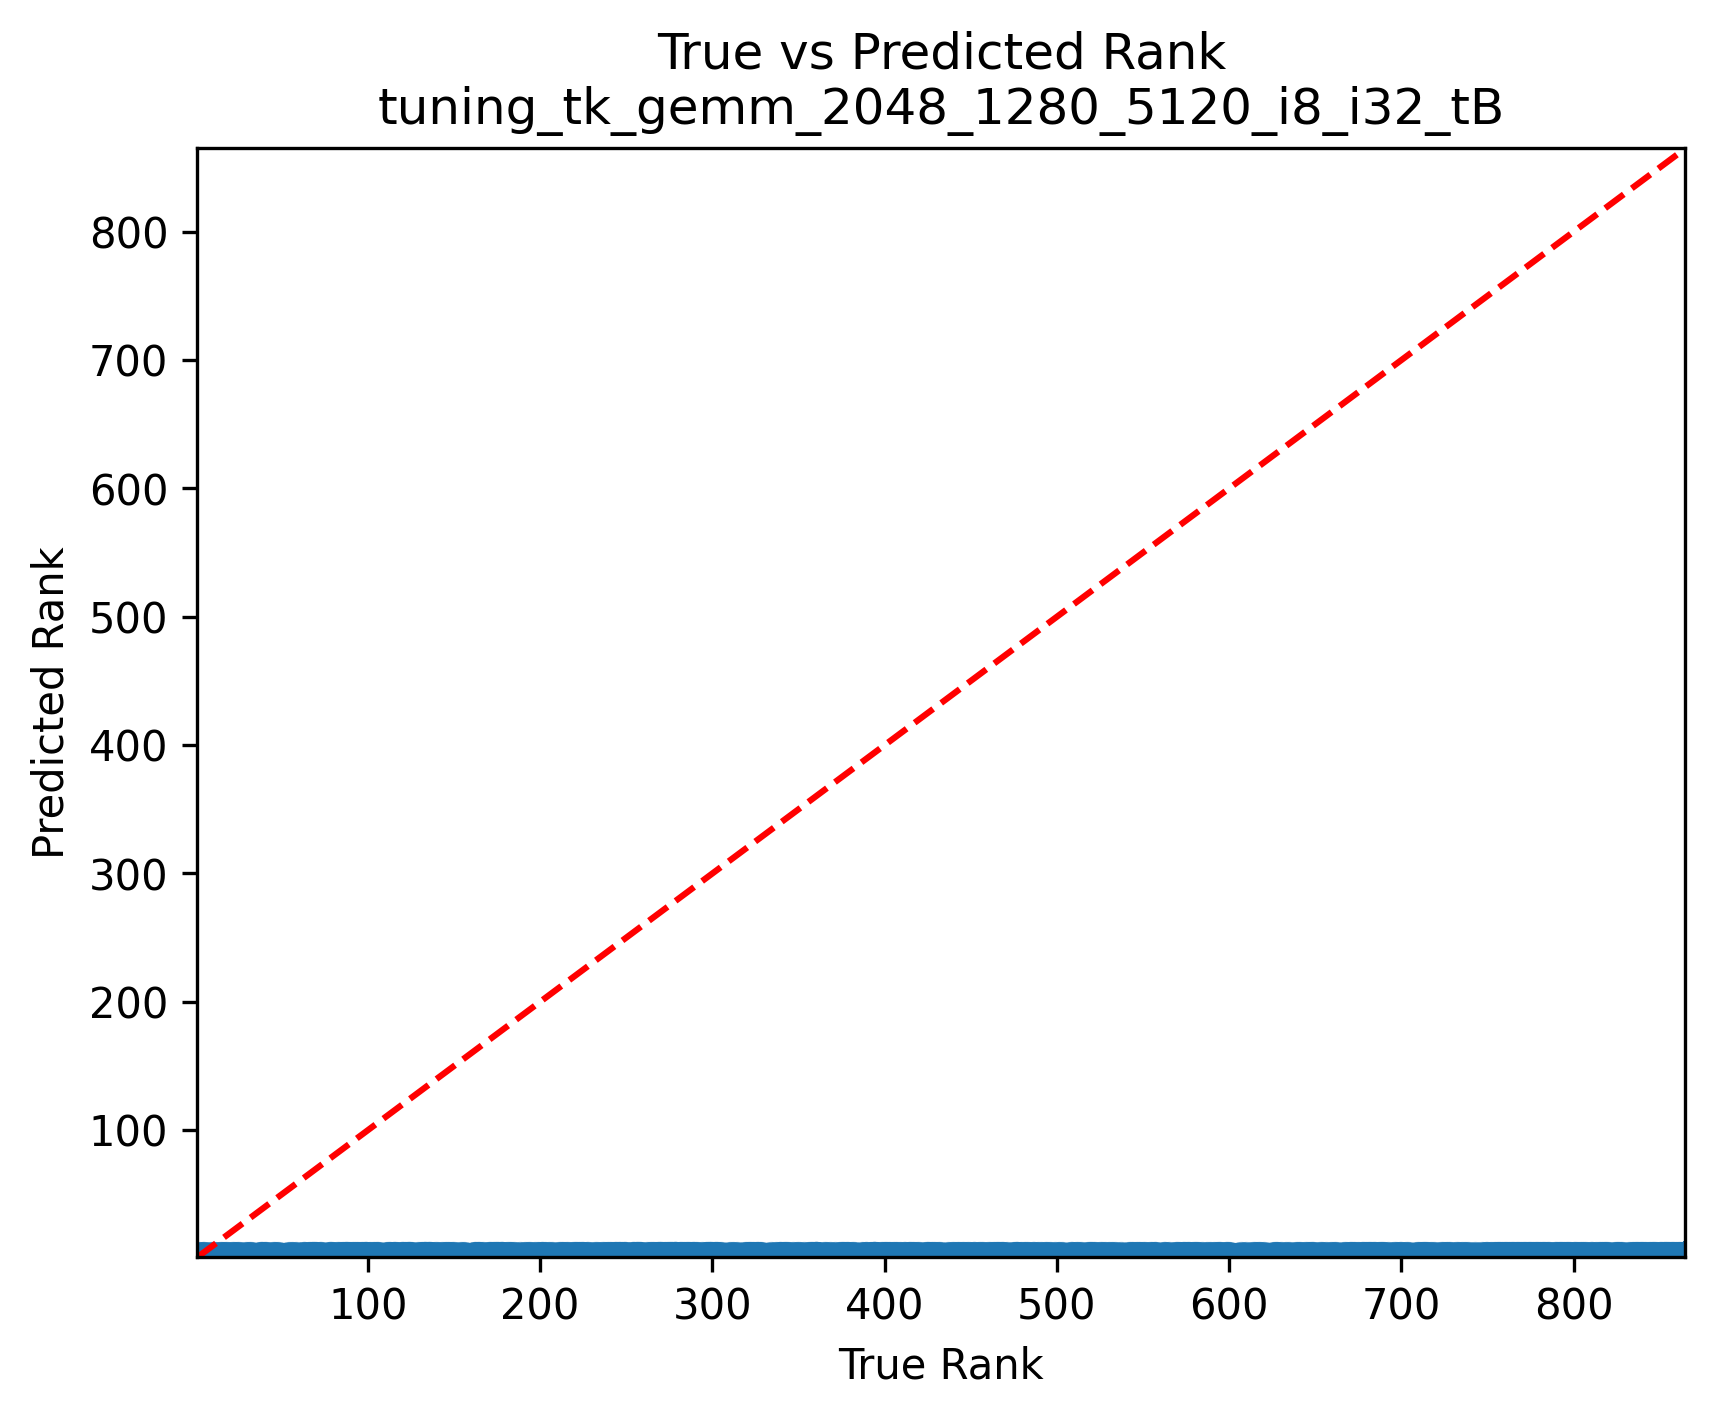 True vs Predicted Rank
tuning_tk_gemm_2048_1280_5120_i8_i32_tB
800
700
600
500
400
300
200
100
Predicted Rank
100 200 300 400 500 600 700 800
True Rank